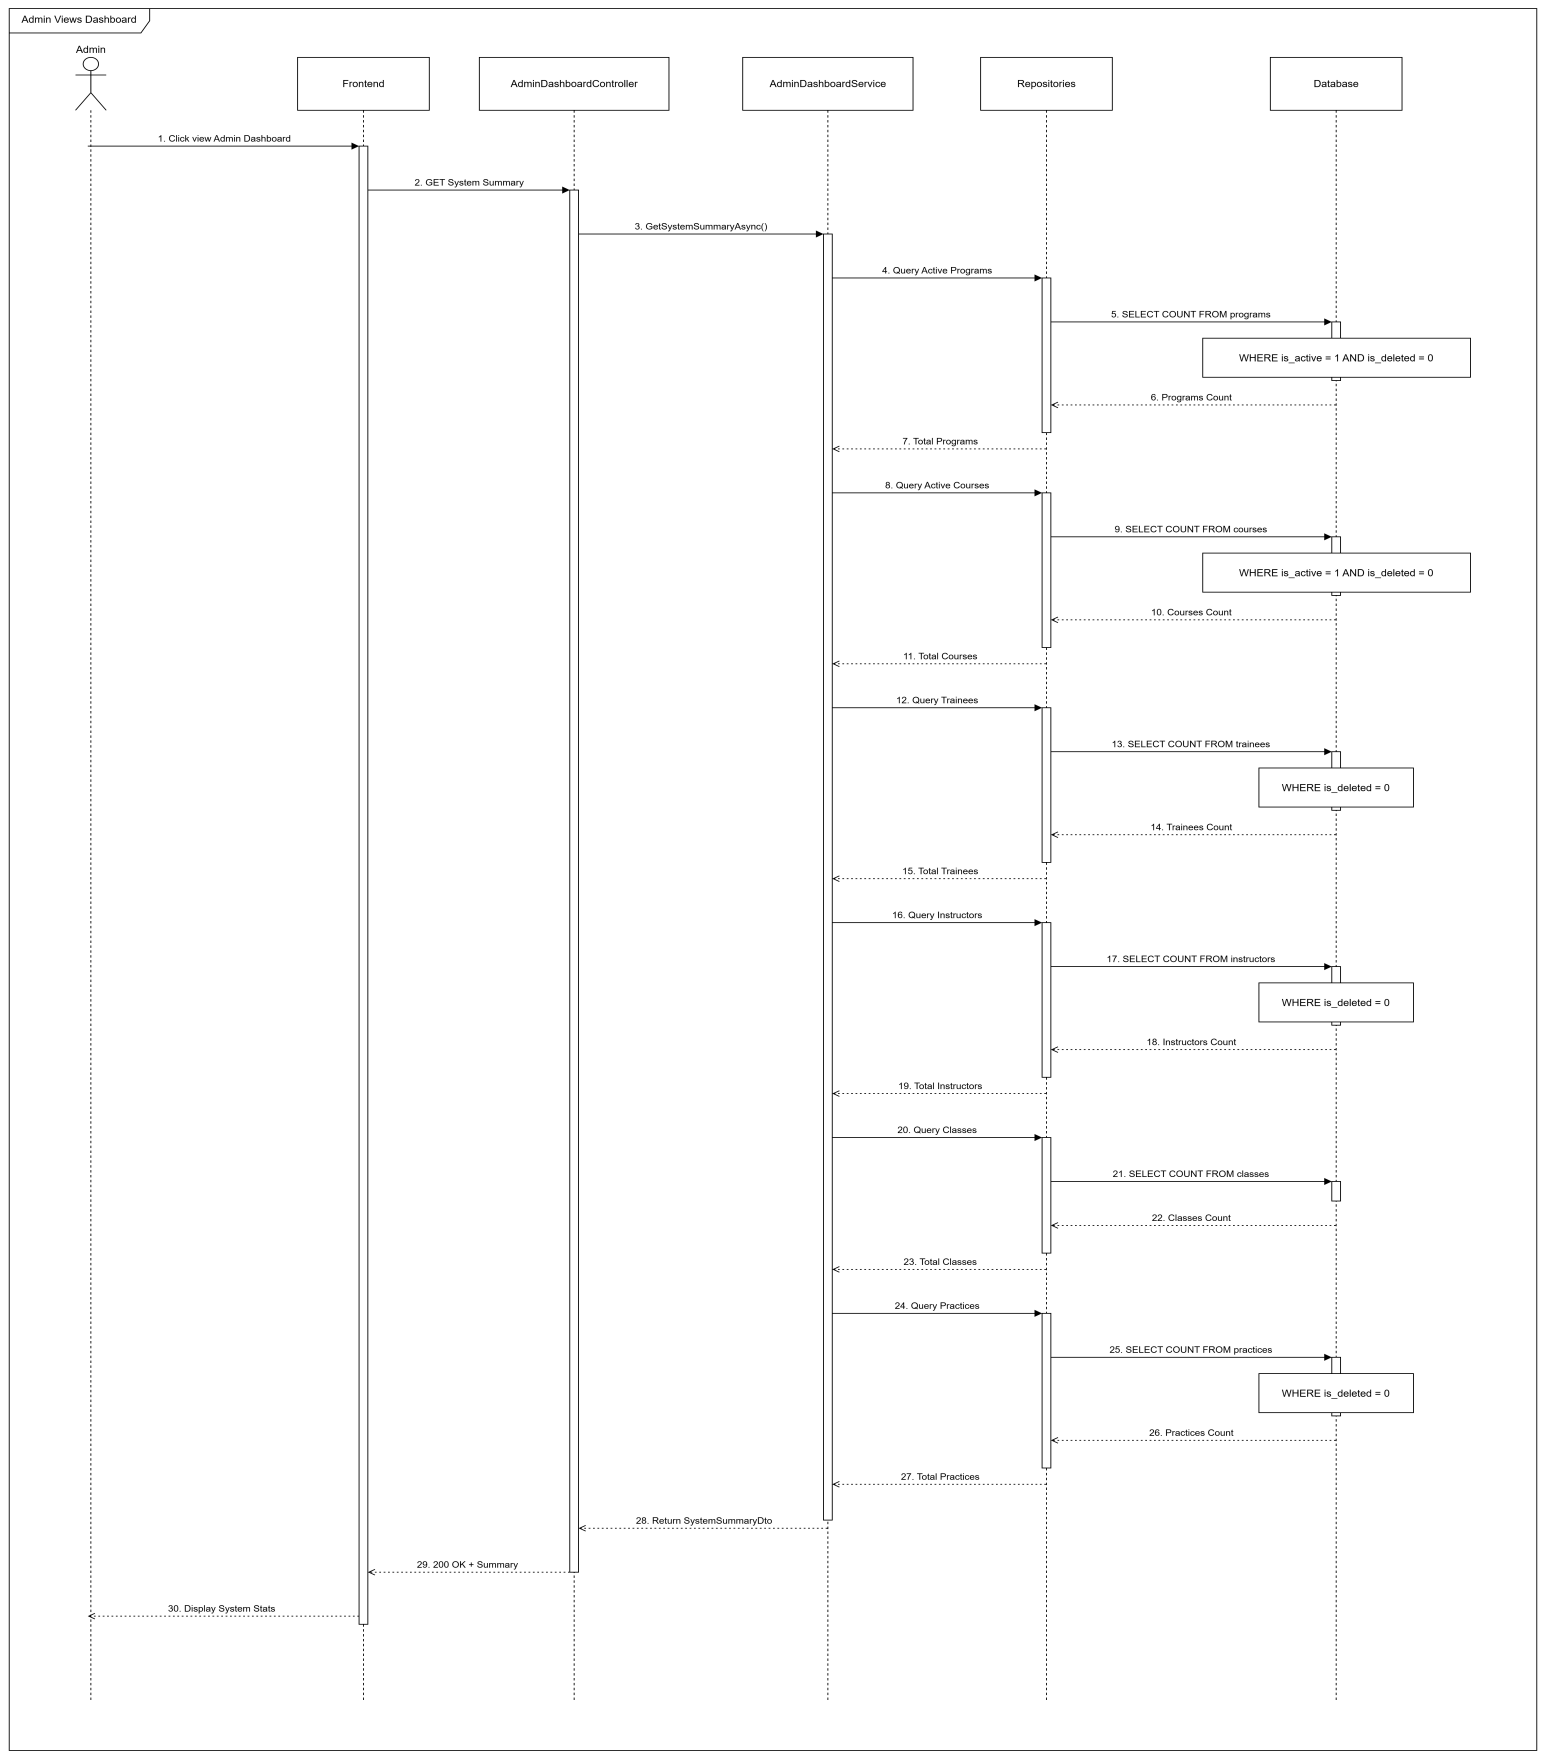 Admin Views Dashboard
Admin
Frontend
AdminDashboardController
AdminDashboardService
Repositories
Database
1. Click view Admin Dashboard
2. GET System Summary
3. GetSystemSummaryAsync()
4. Query Active Programs
5. SELECT COUNT FROM programs
WHERE is_active = 1 AND is_deleted = 0
6. Programs Count
7. Total Programs
8. Query Active Courses
9. SELECT COUNT FROM courses
WHERE is_active = 1 AND is_deleted = 0
10. Courses Count
11. Total Courses
12. Query Trainees
13. SELECT COUNT FROM trainees
WHERE is_deleted = 0
14. Trainees Count
15. Total Trainees
16. Query Instructors
17. SELECT COUNT FROM instructors
WHERE is_deleted = 0
18. Instructors Count
19. Total Instructors
20. Query Classes
21. SELECT COUNT FROM classes
22. Classes Count
23. Total Classes
24. Query Practices
25. SELECT COUNT FROM practices
WHERE is_deleted = 0
26. Practices Count
27. Total Practices
28. Return SystemSummaryDto
29. 200 OK + Summary
30. Display System Stats